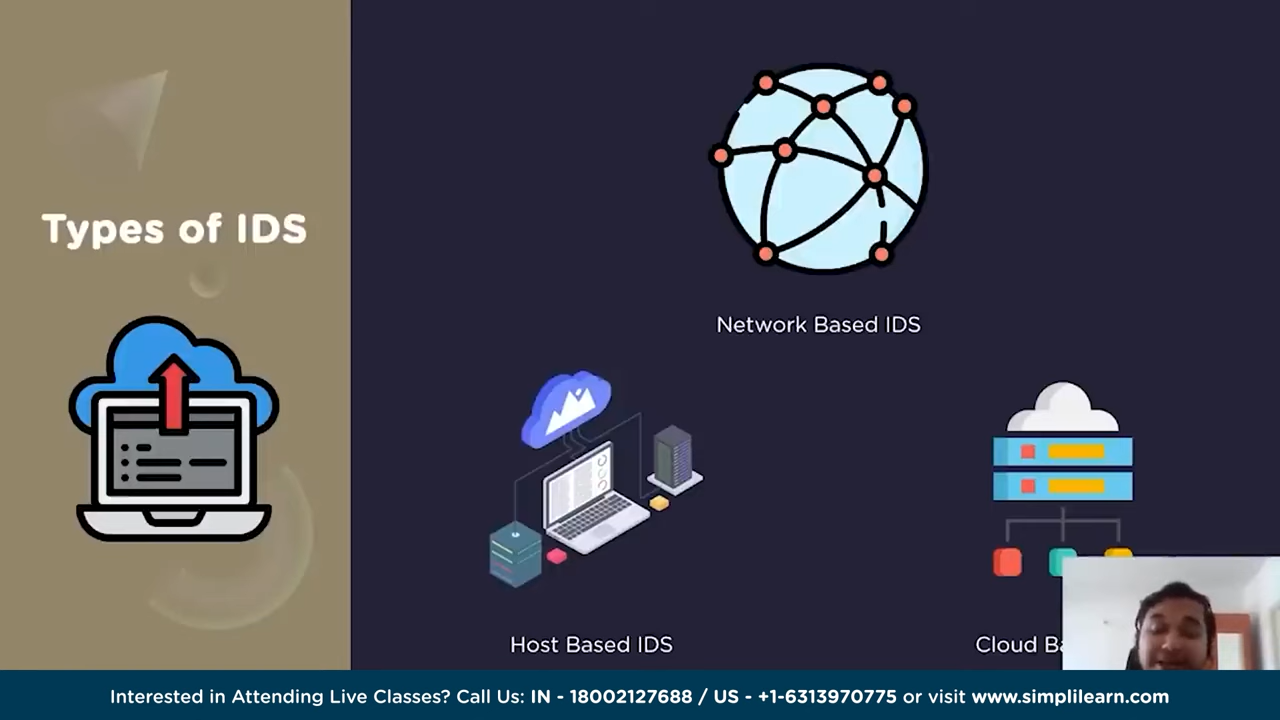 Types of IDS
Network Based IDS
Host Based IDS
Cloud
Interested in Attending Live Classes? Call Us: IN - 18002127688 / US - +1-6313970775 or visit www.simplilearn.com